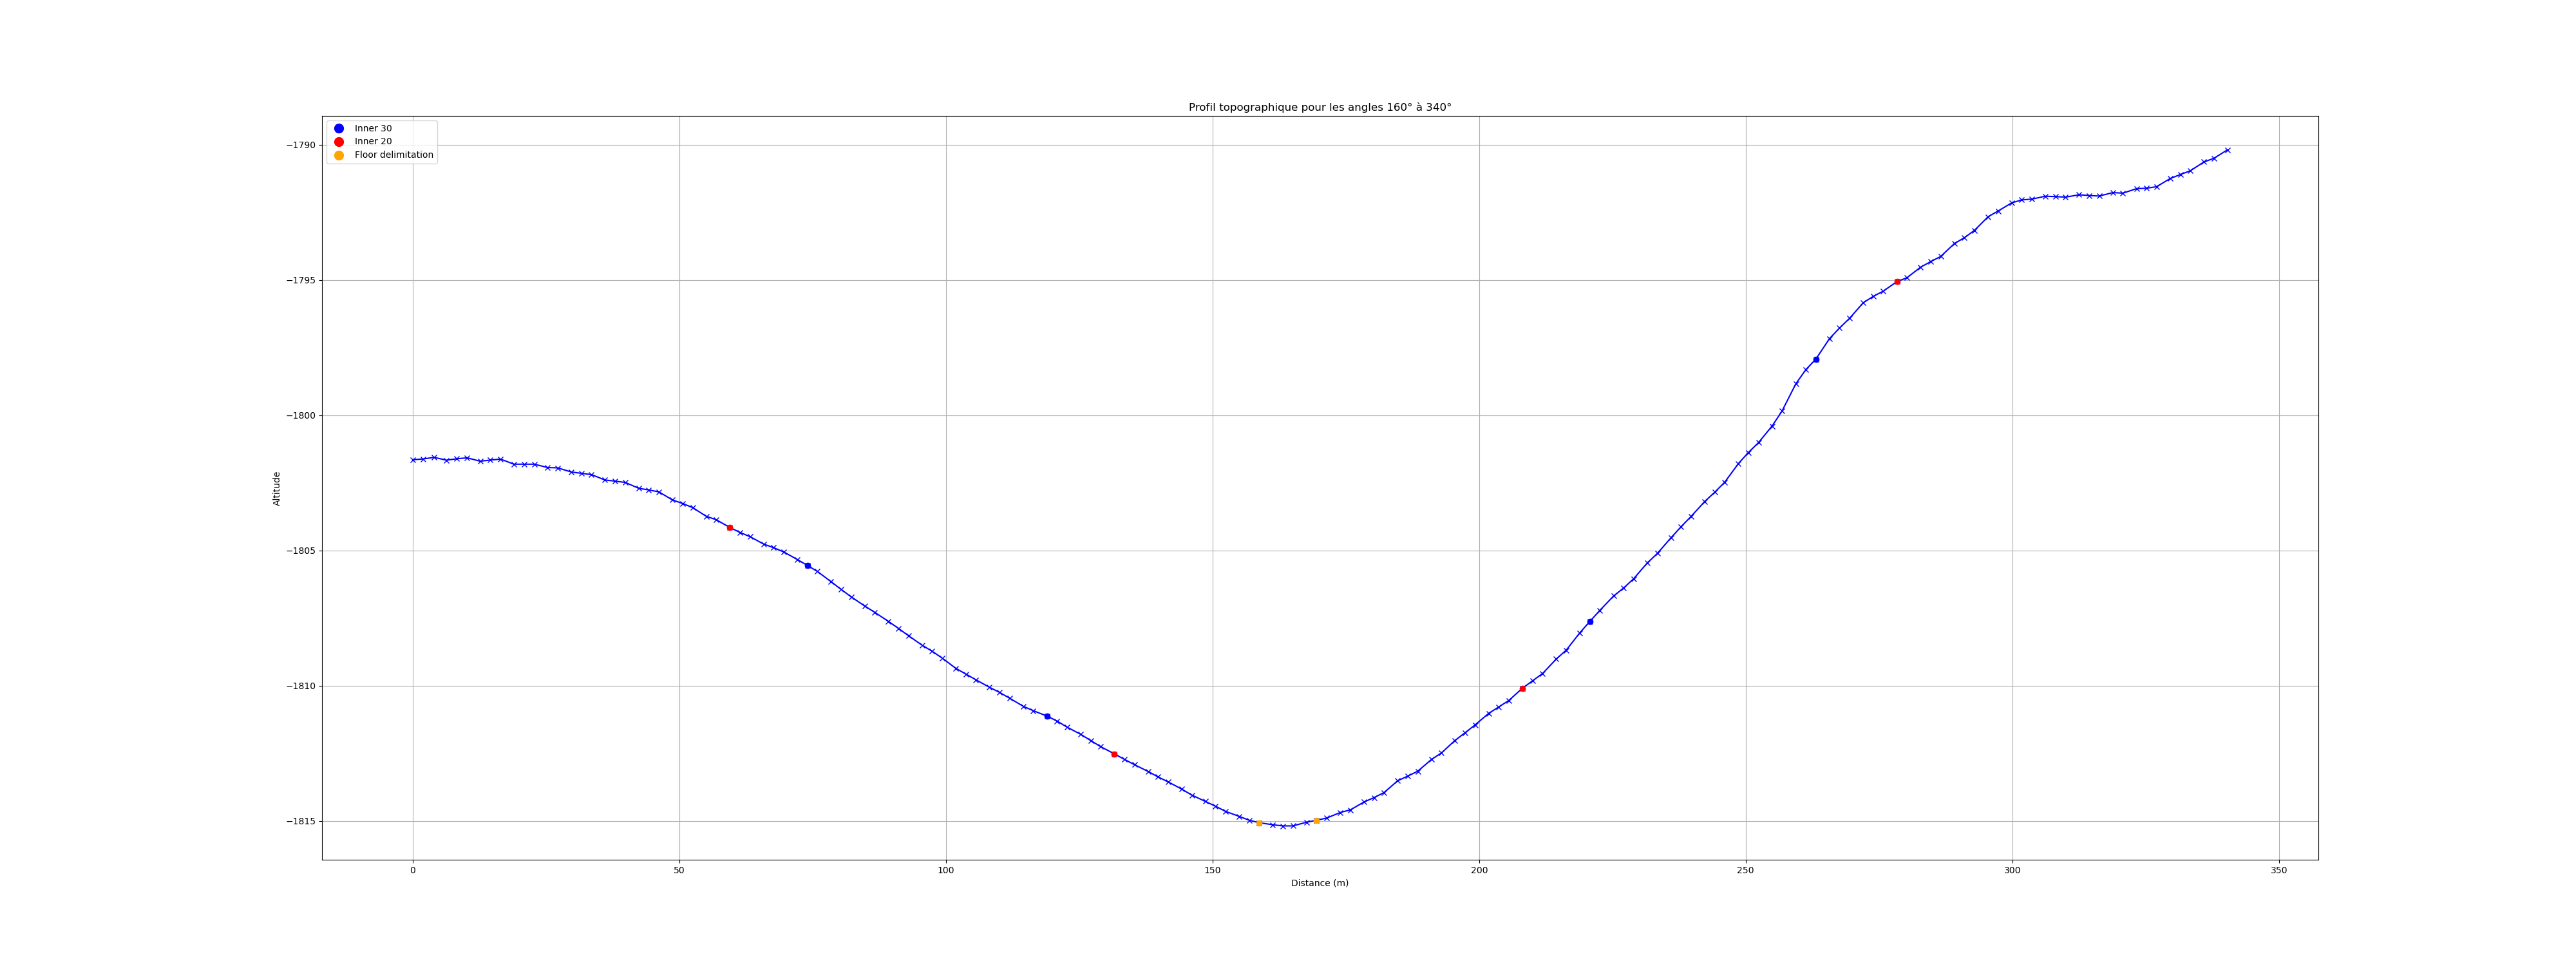 Profil topographique pour les angles 160° à 340°
Inner 30
Inner 20
Floor delimitation
Altitude
−1790
−1795
−1800
−1805
−1810
−1815
0
50
100
150
200
250
300
350
Distance (m)